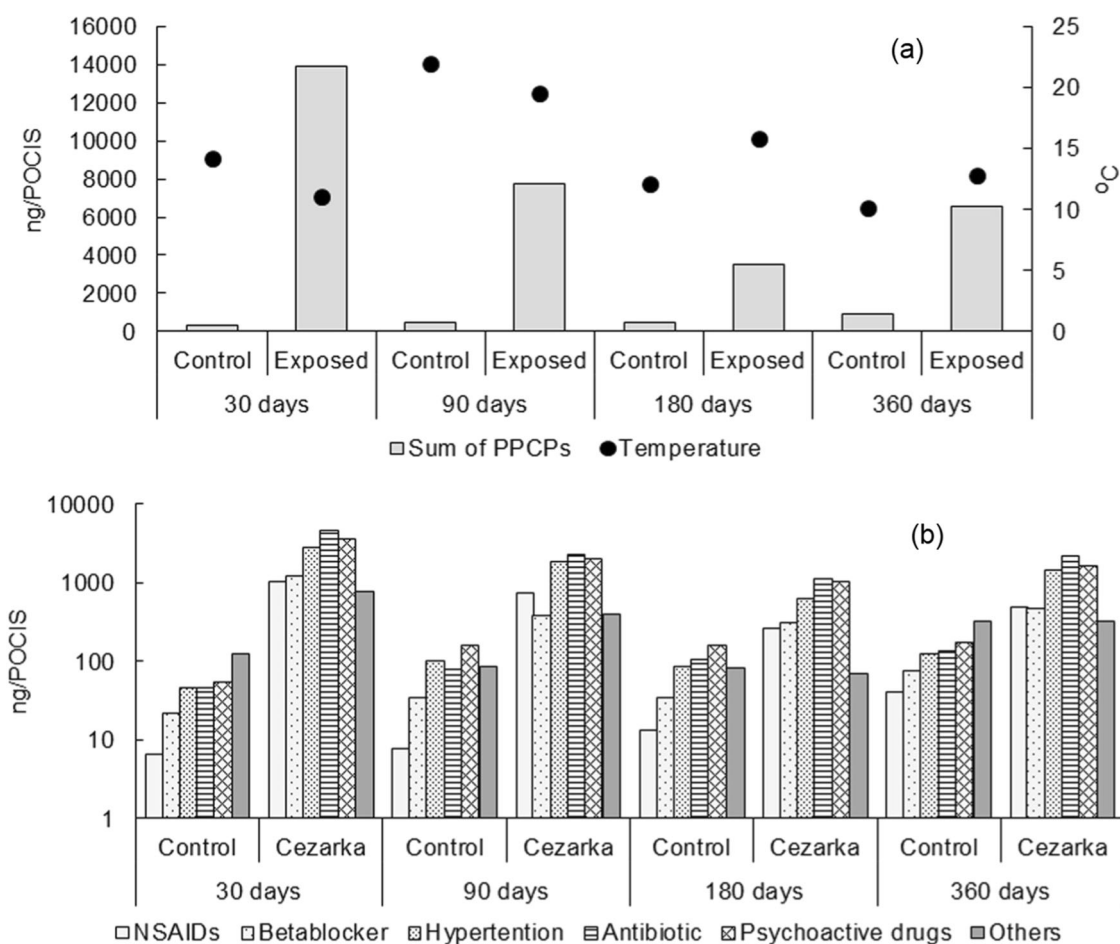 16000 25
14000
12000 20
10000 15
8000
6000 10
4000 5
2000
0 0
ng/POCIS
(a)
ºC
Control Exposed Control Exposed Control Exposed Control Exposed
30 days 90 days 180 days 360 days
Sum of PPCPs Temperature
10000
1000
100
10
1
ng/POCIS
(b)
Control Cezarka Control Cezarka Control Cezarka Control Cezarka
30 days 90 days 180 days 360 days
NSAIDs Betablocker Hypertention Antibiotic Psychoactive drugs Others